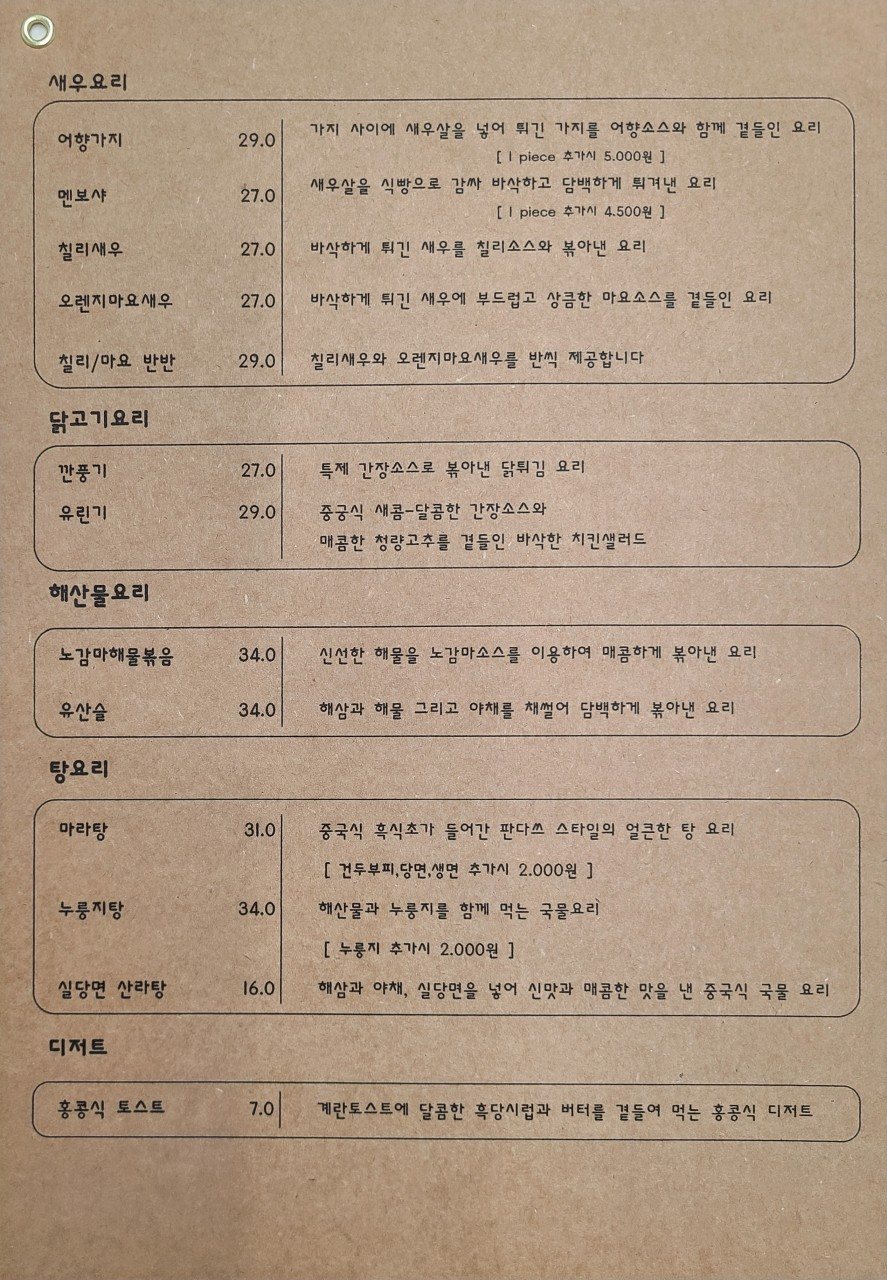 새우요리
어향가지 29.0 가지 사이에 새우살을 넣어 튀긴 가지를 어향소스와 함께 곁들인 요리
[ 1 piece 추가시 5.000원 ]
멘보샤 27.0 새우살을 식빵으로 감싸 바삭하고 담백하게 튀겨낸 요리
[ 1 piece 추가시 4.500원 ]
칠리새우 27.0 바삭하게 튀긴 새우를 칠리소스와 볶아낸 요리
오렌지마요새우 27.0 바삭하게 튀긴 새우에 부드럽고 상큼한 마요소스를 곁들인 요리
칠리/마요 반반 29.0 칠리새우와 오렌지마요새우를 반씩 제공합니다
닭고기요리
깐풍기 27.0 특제 간장소스로 볶아낸 닭튀김 요리
유린기 29.0 중궁식 새콤-달콤한 간장소스와
매콤한 청량고추를 곁들인 바삭한 치킨샐러드
해산물요리
노감마해물볶음 34.0 신선한 해물을 노감마소스를 이용하여 매콤하게 볶아낸 요리
유산슬 34.0 해삼과 해물 그리고 야채를 채썰어 담백하게 볶아낸 요리
탕요리
마라탕 31.0 중국식 흑식초가 들어간 판다쓰 스타일의 얼큰한 탕 요리
[ 건두부피,당면,생면 추가시 2.000원 ]
누룽지탕 34.0 해산물과 누룽지를 함께 먹는 국물요리
[ 누룽지 추가시 2.000원 ]
실당면 산라탕 16.0 해삼과 야채, 실당면을 넣어 신맛과 매콤한 맛을 낸 중국식 국물 요리
디저트
홍콩식 토스트 7.0 계란토스트에 달콤한 흑당시럽과 버터를 곁들여 먹는 홍콩식 디저트